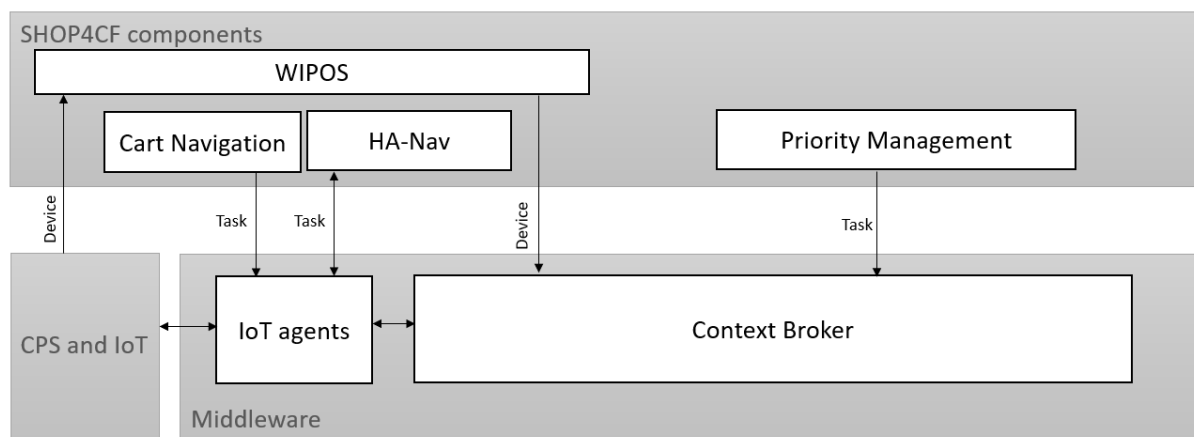 SHOP4CF components
WIPOS
Cart Navigation
HA-Nav
Priority Management
Device
Task
Task
Device
Task
CPS and IoT
IoT agents
Context Broker
Middleware